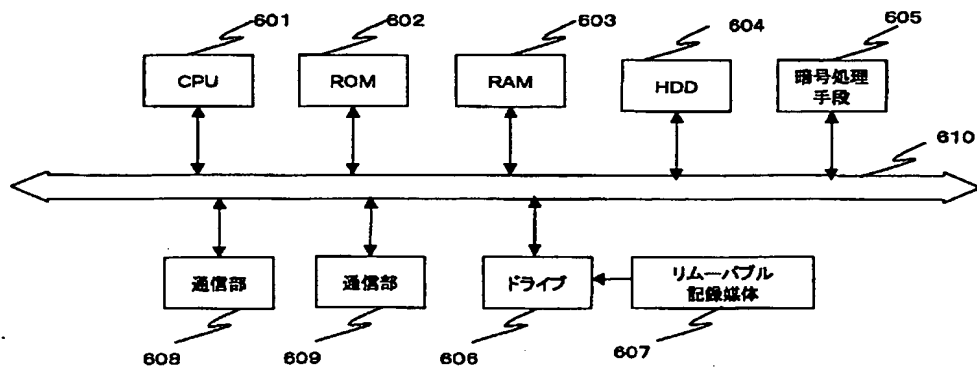 601
602
603
604
605
CPU
ROM
RAM
HDD
暗号処理
手段
610
通信部
通信部
ドライブ
リムーバブル
記録媒体
608
609
606
607